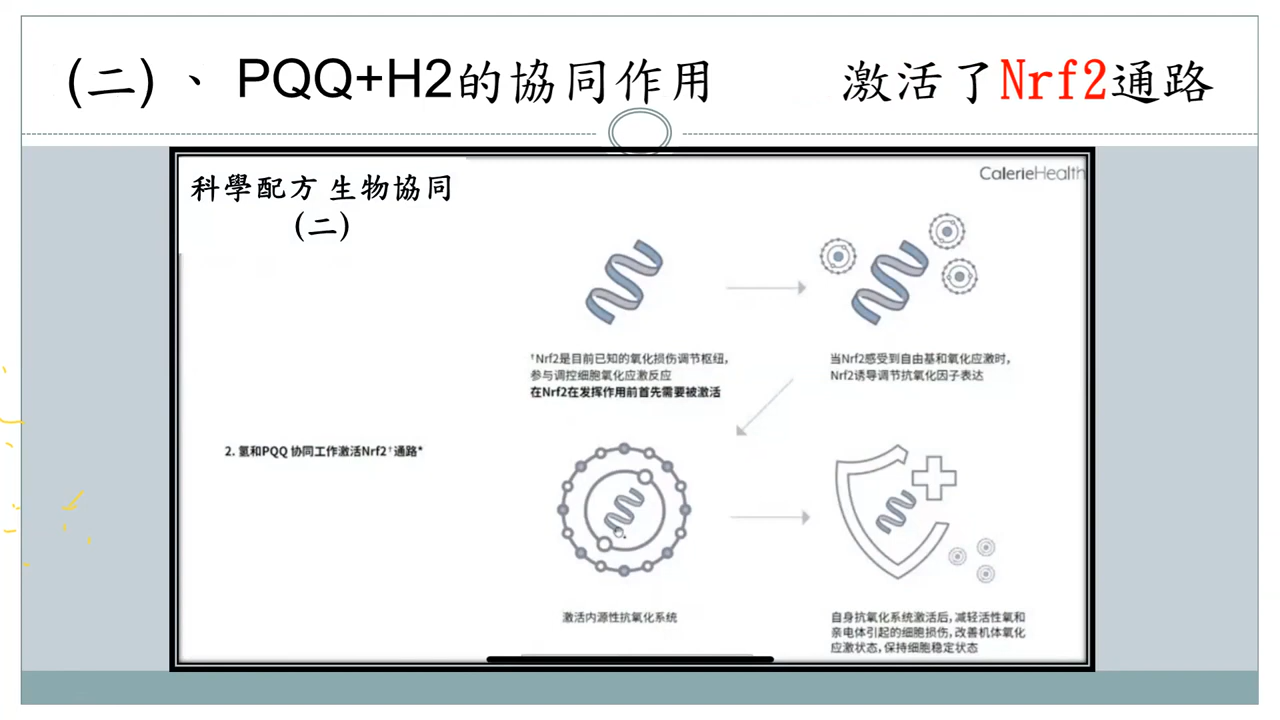 (二)、 PQQ+H2的協同作用 激活了Nrf2通路
科學配方 生物協同
(二)
CalerieHealth
†Nrf2是目前已知的氧化损伤调节枢纽，
参与调控细胞氧化应激反应
在Nrf2在发挥作用前首先需要被激活
当Nrf2感受到自由基和氧化应激时，
Nrf2诱导调节抗氧化因子表达
2. 氢和PQQ 协同工作激活Nrf2†通路*
激活内源性抗氧化系统
自身抗氧化系统激活后，减轻活性氧和
亲电体引起的细胞损伤，改善机体氧化
应激状态，保持细胞稳定状态